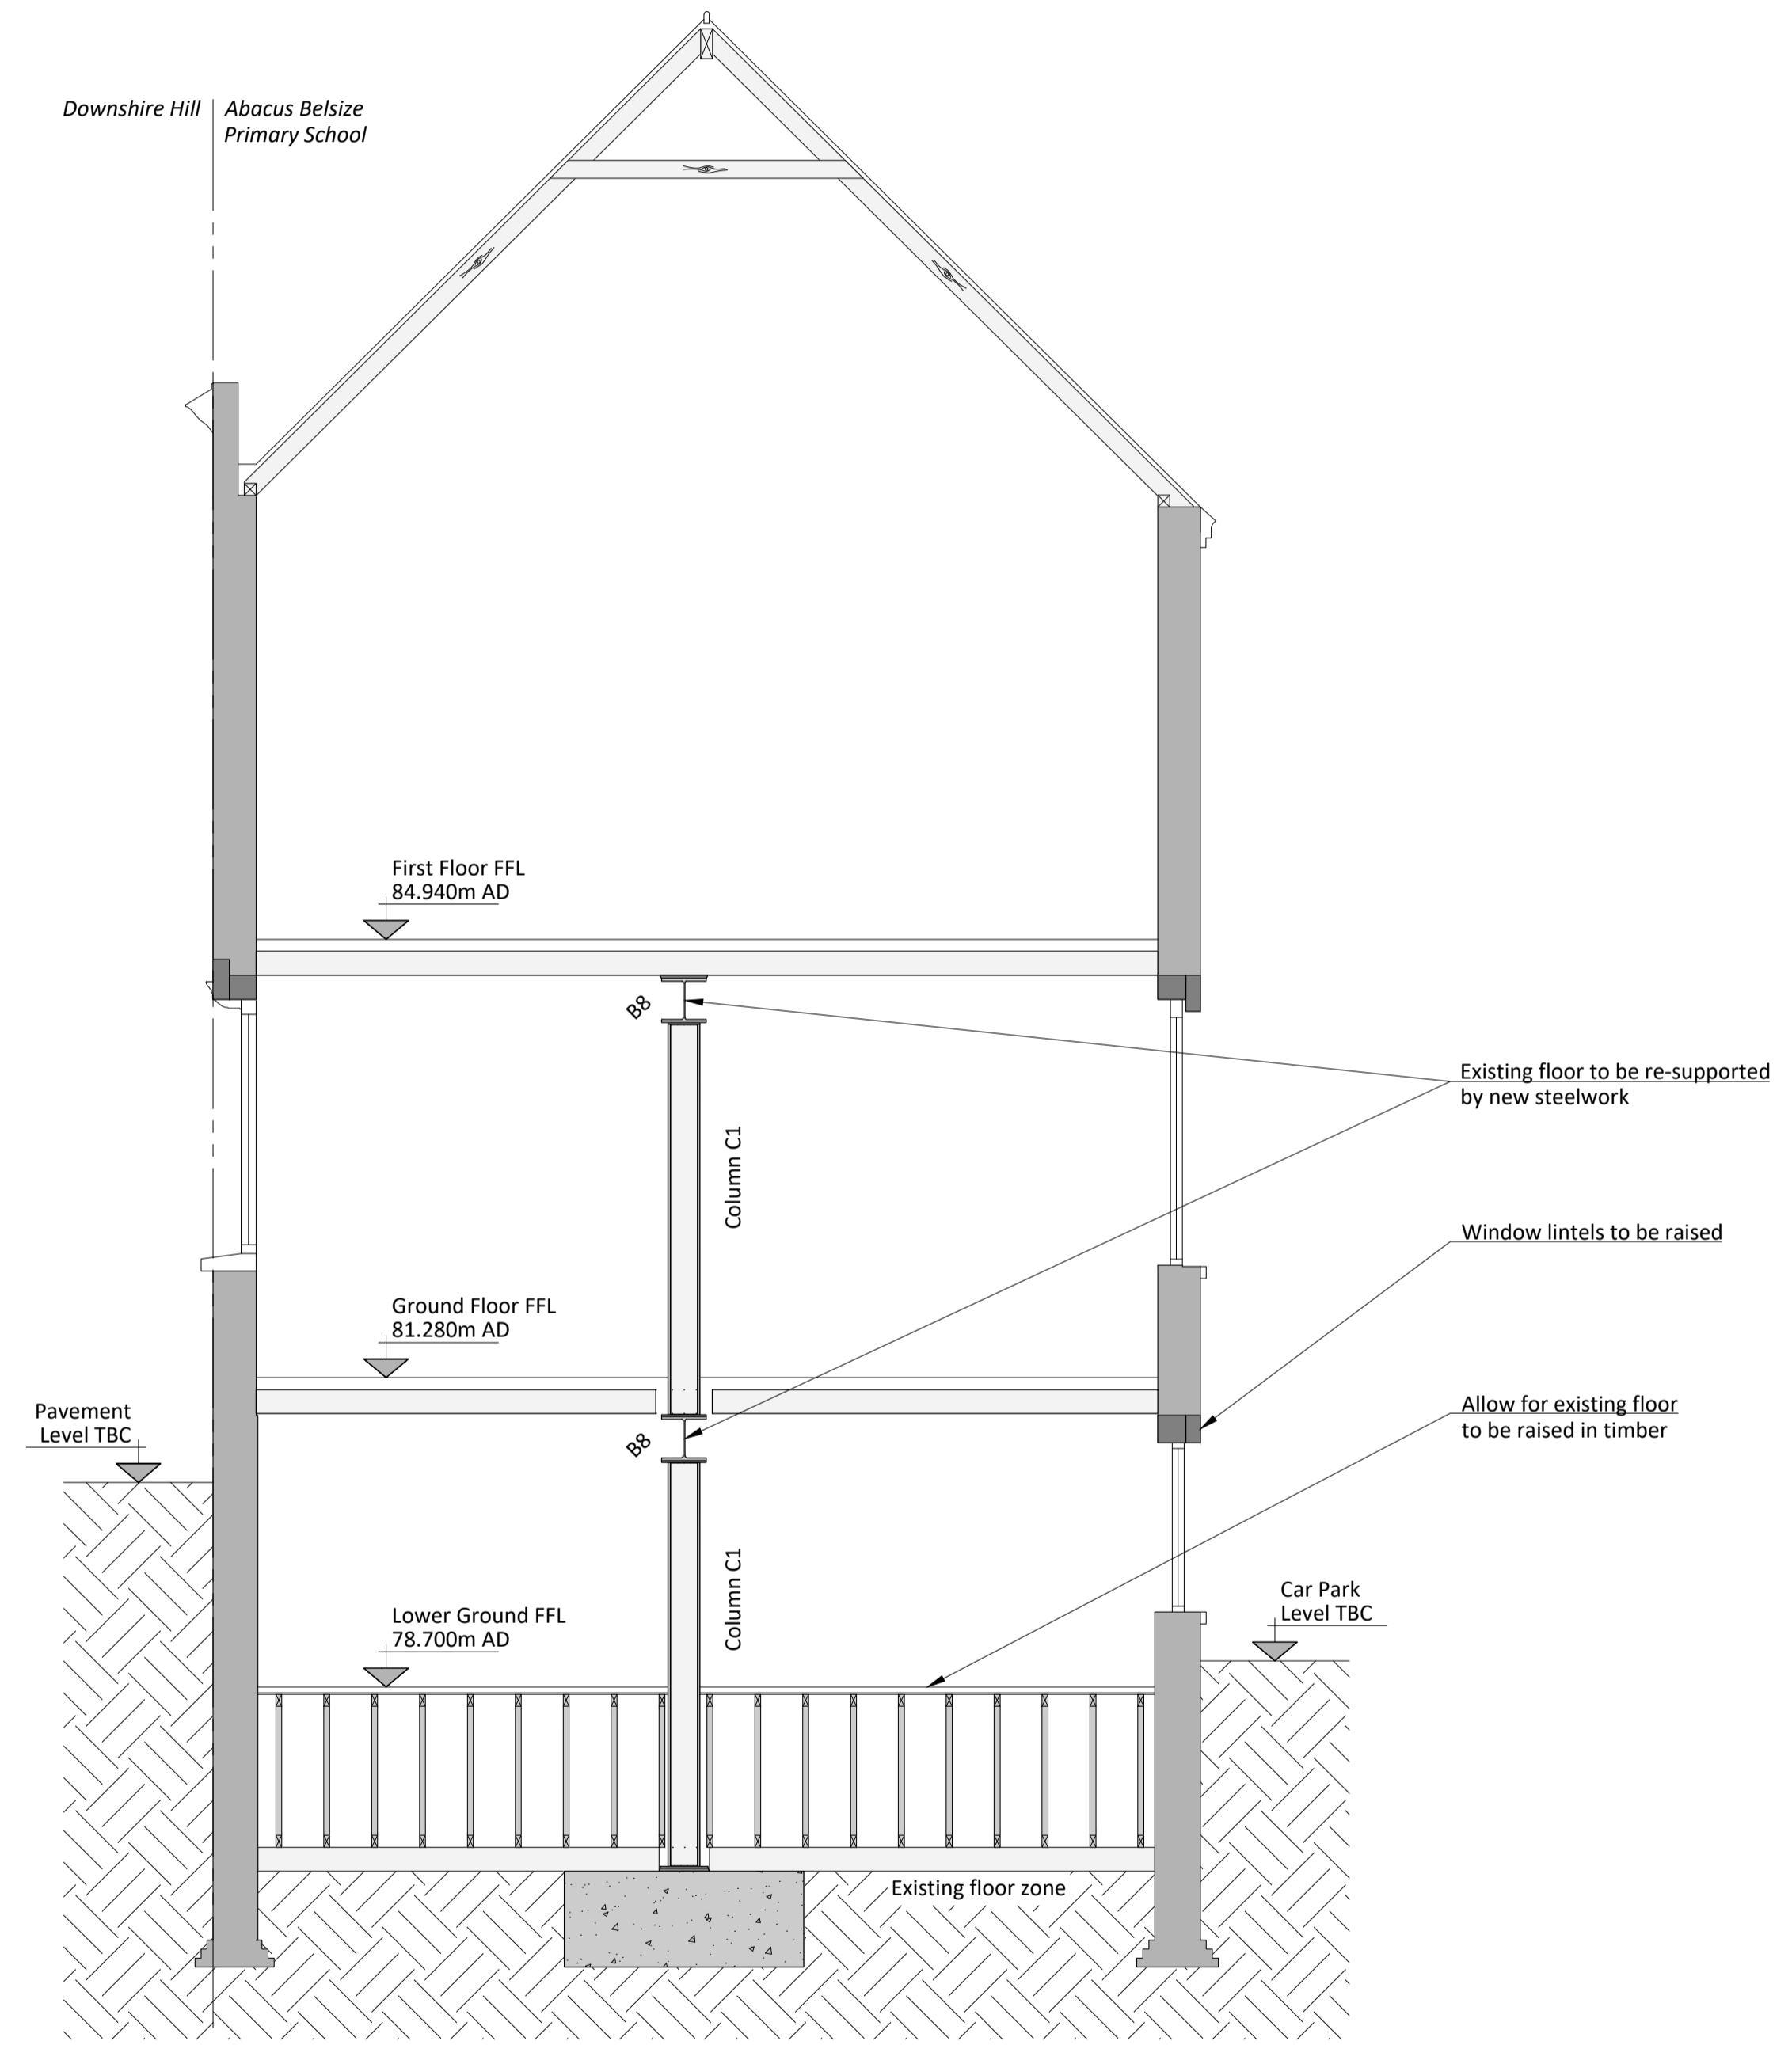 Downshire Hill
Abacus Belsize
Primary School
First Floor FFL
84.940m AD
B8
Column C1
Existing floor to be re-supported
by new steelwork
Window lintels to be raised
Ground Floor FFL
81.280m AD
Allow for existing floor
to be raised in timber
Pavement
Level TBC
B8
Column C1
Car Park
Level TBC
Lower Ground FFL
78.700m AD
Existing floor zone